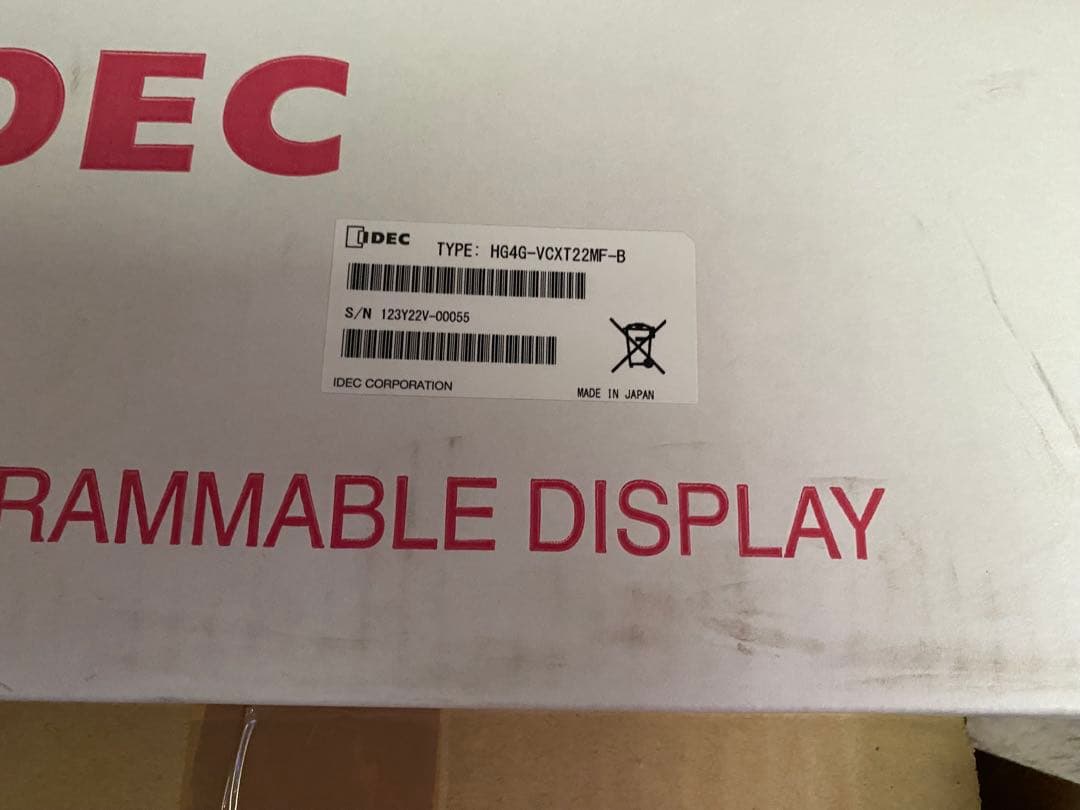 DEC
IDEC
TYPE: HG4G-VCXT22MF-B
S/N 123Y22V-00055
IDEC CORPORATION
MADE IN JAPAN
RAMMABLE DISPLAY